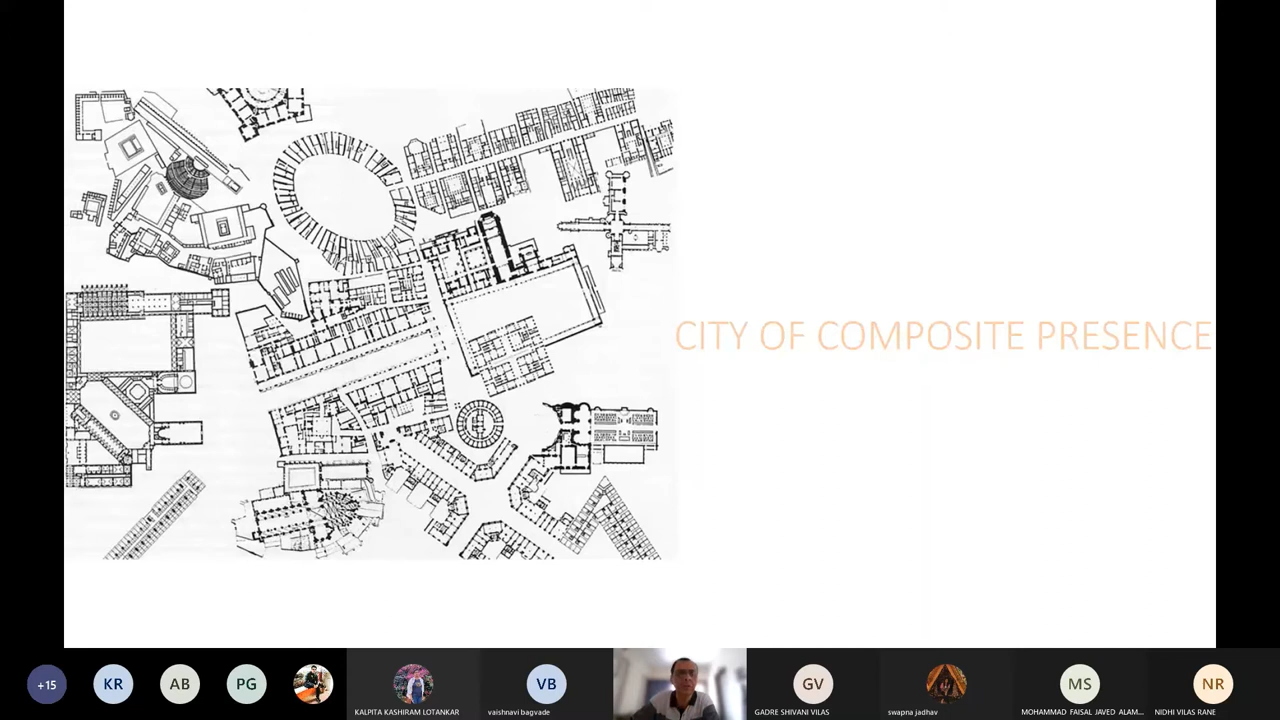 CITY OF COMPOSITE PRESENCE
+15
KR
AB
PG
KALPITA KASHIRAM LOTANKAR
VB
vaishnavi bagvade
GV
GADRE SHIVANI VILAS
swapna jadhav
MS
MOHAMMAD FAISAL JAVED ALAM...
NR
NIDHI VILAS RANE